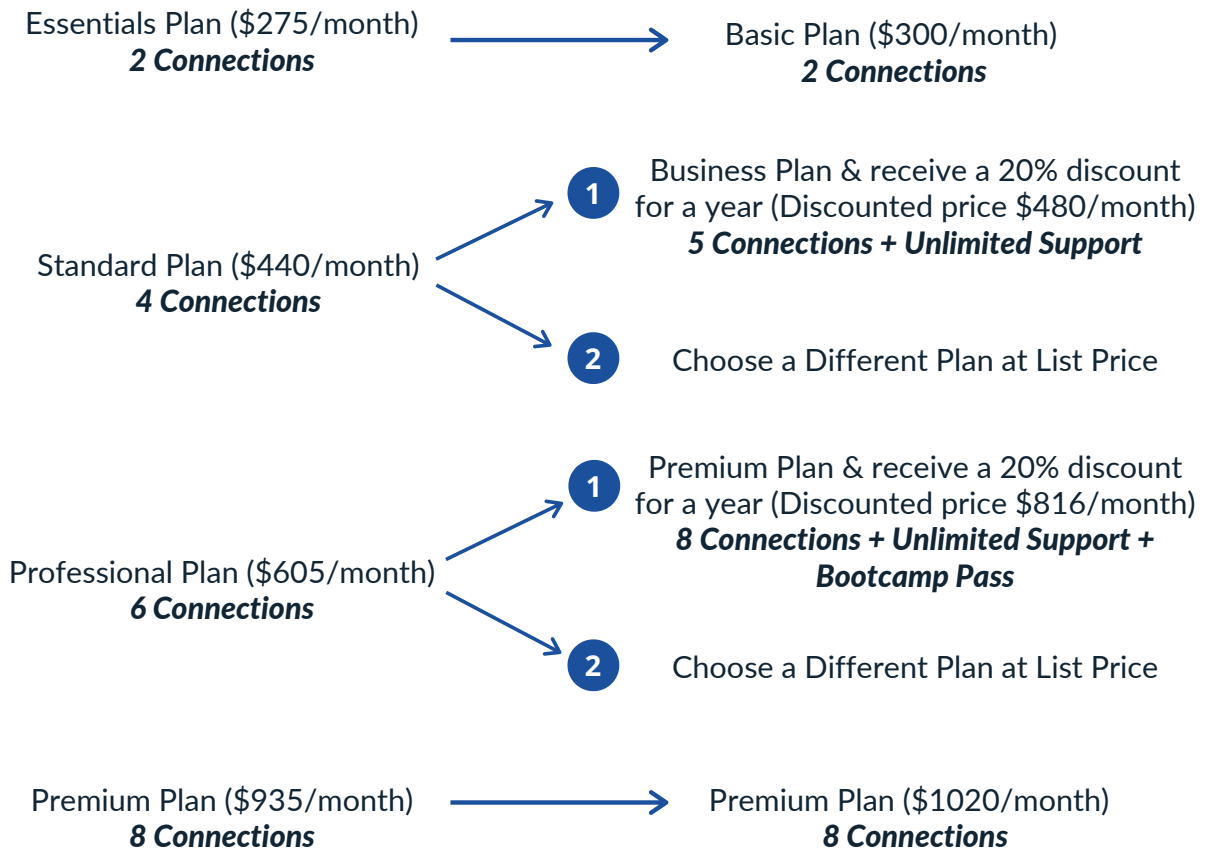 Essentials Plan ($275/month)
2 Connections
Basic Plan ($300/month)
2 Connections
Standard Plan ($440/month)
4 Connections
1
Business Plan & receive a 20% discount
for a year (Discounted price $480/month)
5 Connections + Unlimited Support
2
Choose a Different Plan at List Price
Professional Plan ($605/month)
6 Connections
1
Premium Plan & receive a 20% discount
for a year (Discounted price $816/month)
8 Connections + Unlimited Support +
Bootcamp Pass
2
Choose a Different Plan at List Price
Premium Plan ($935/month)
8 Connections
Premium Plan ($1020/month)
8 Connections